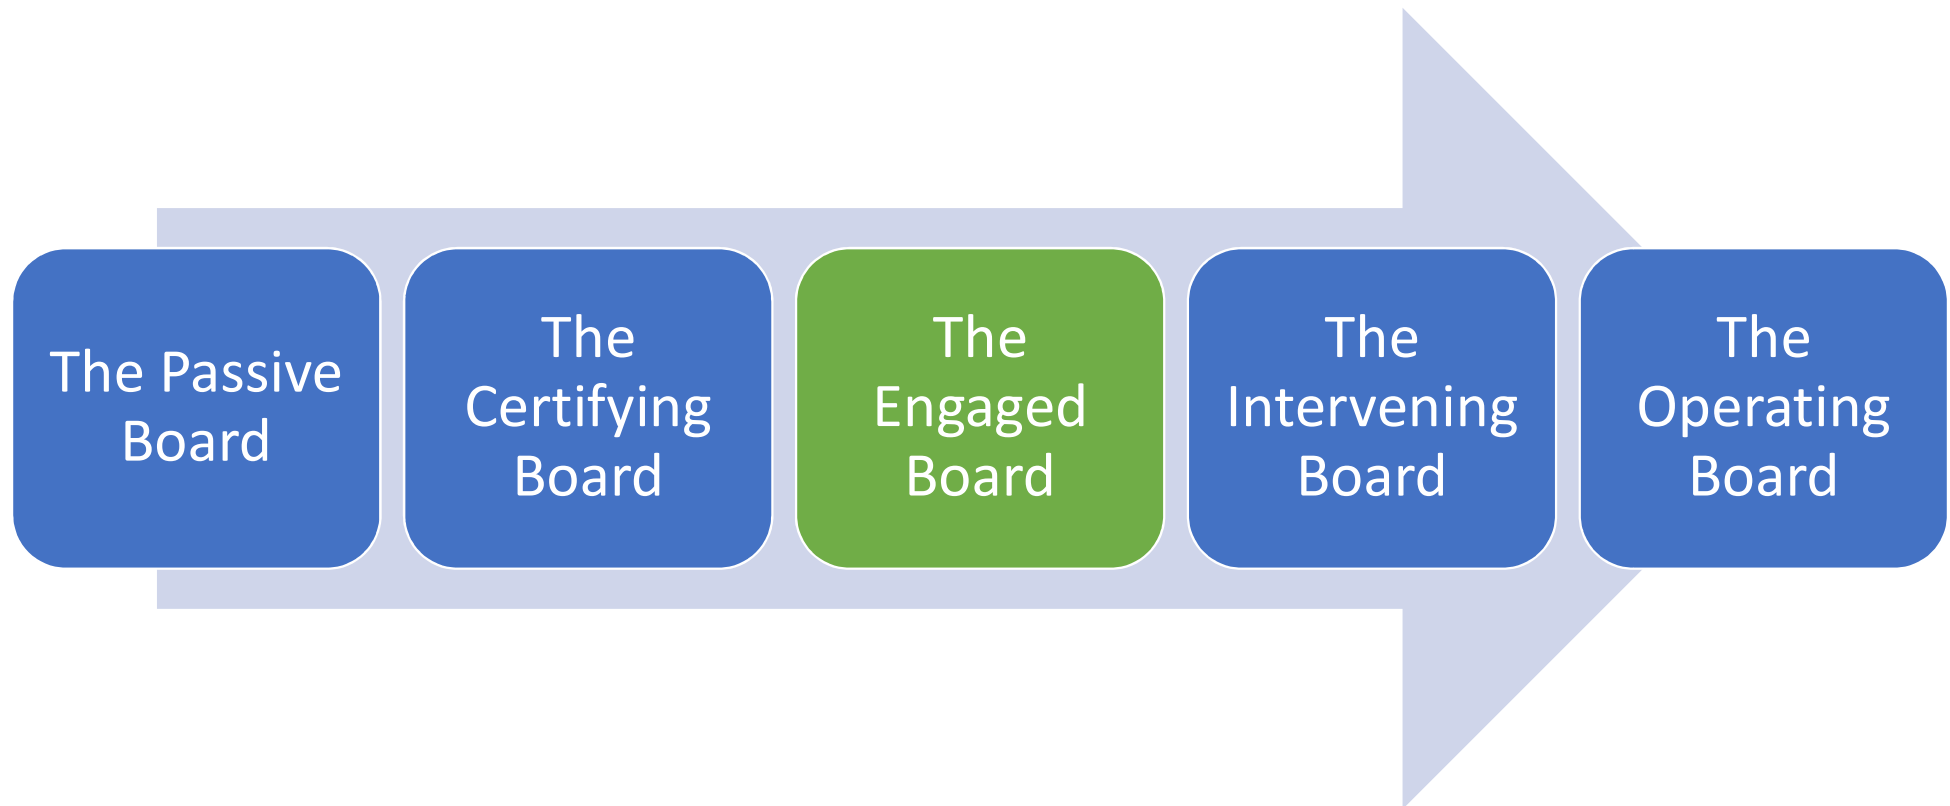 The Passive
Board
The
Certifying
Board
The
Engaged
Board
The
Intervening
Board
The
Operating
Board